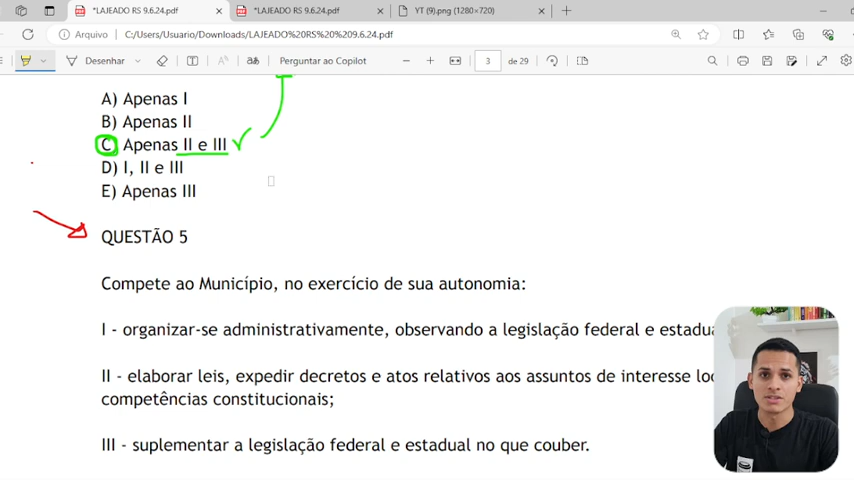 *LAJEADO RS 9.6.24.pdf
*LAJEADO RS 9.6.24.pdf
YT (9).png (1280×720)
Arquivo
C:/Users/Usuario/Downloads/LAJEADO%20RS%20%209.6.24.pdf
Desenhar
Perguntar ao Copilot
3
de 29
A) Apenas I
B) Apenas II
C) Apenas II e III
D) I, II e III
E) Apenas III
QUESTÃO 5
Compete ao Município, no exercício de sua autonomia:
I - organizar-se administrativamente, observando a legislação federal e estadua
II - elaborar leis, expedir decretos e atos relativos aos assuntos de interesse loc
competências constitucionais;
III - suplementar a legislação federal e estadual no que couber.